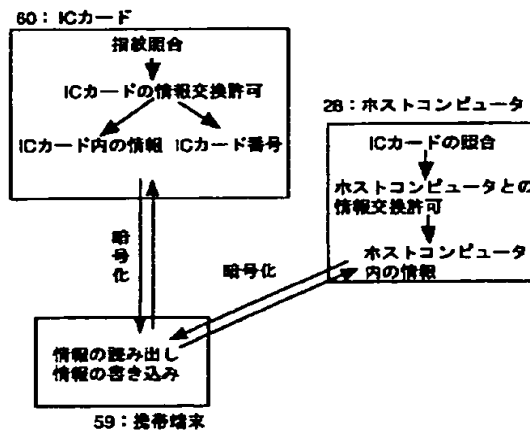 60：ICカード
指紋照合
ICカードの情報交換許可
ICカード内の情報 ICカード番号
28：ホストコンピュータ
ICカードの照合
ホストコンピュータとの
情報交換許可
ホストコンピュータ
内の情報
暗号化
暗号化
情報の読み出し
情報の書き込み
59：携帯端末